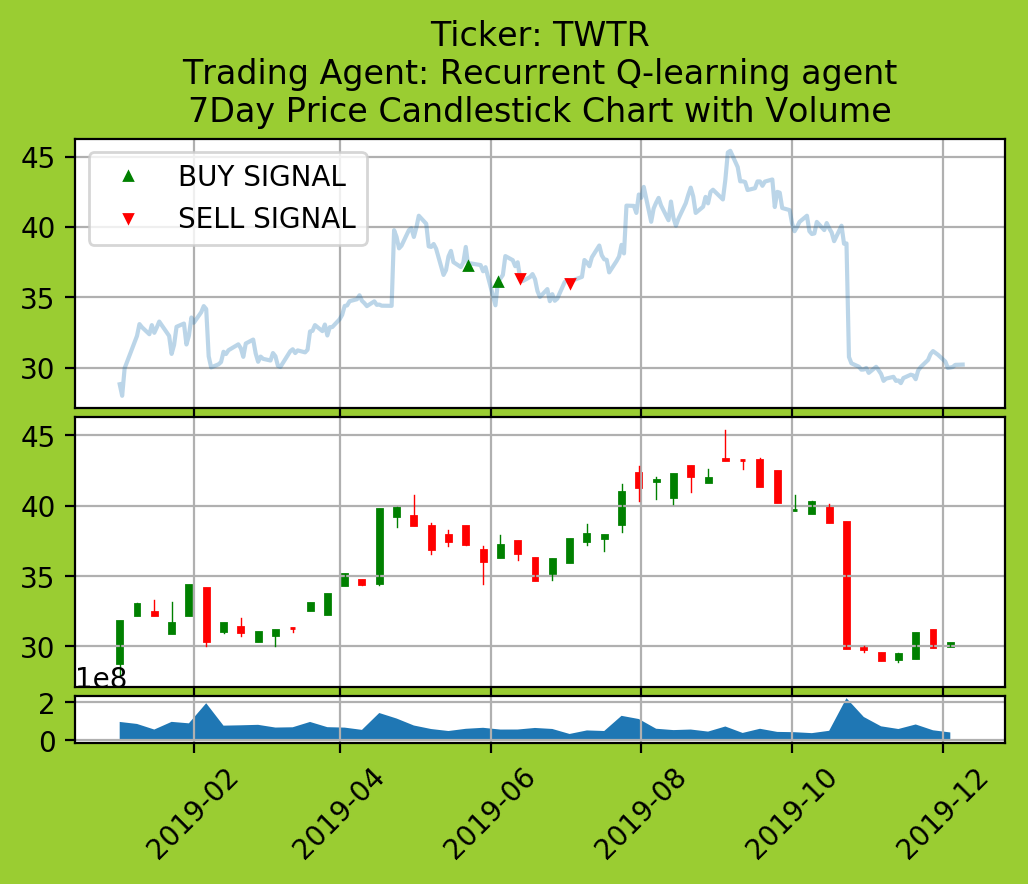 Ticker: TWTR
Trading Agent: Recurrent Q-learning agent
7Day Price Candlestick Chart with Volume
BUY SIGNAL
SELL SIGNAL
45
40
35
30
45
40
35
30
1e8
2
0
2019-02
2019-04
2019-06
2019-08
2019-10
2019-12